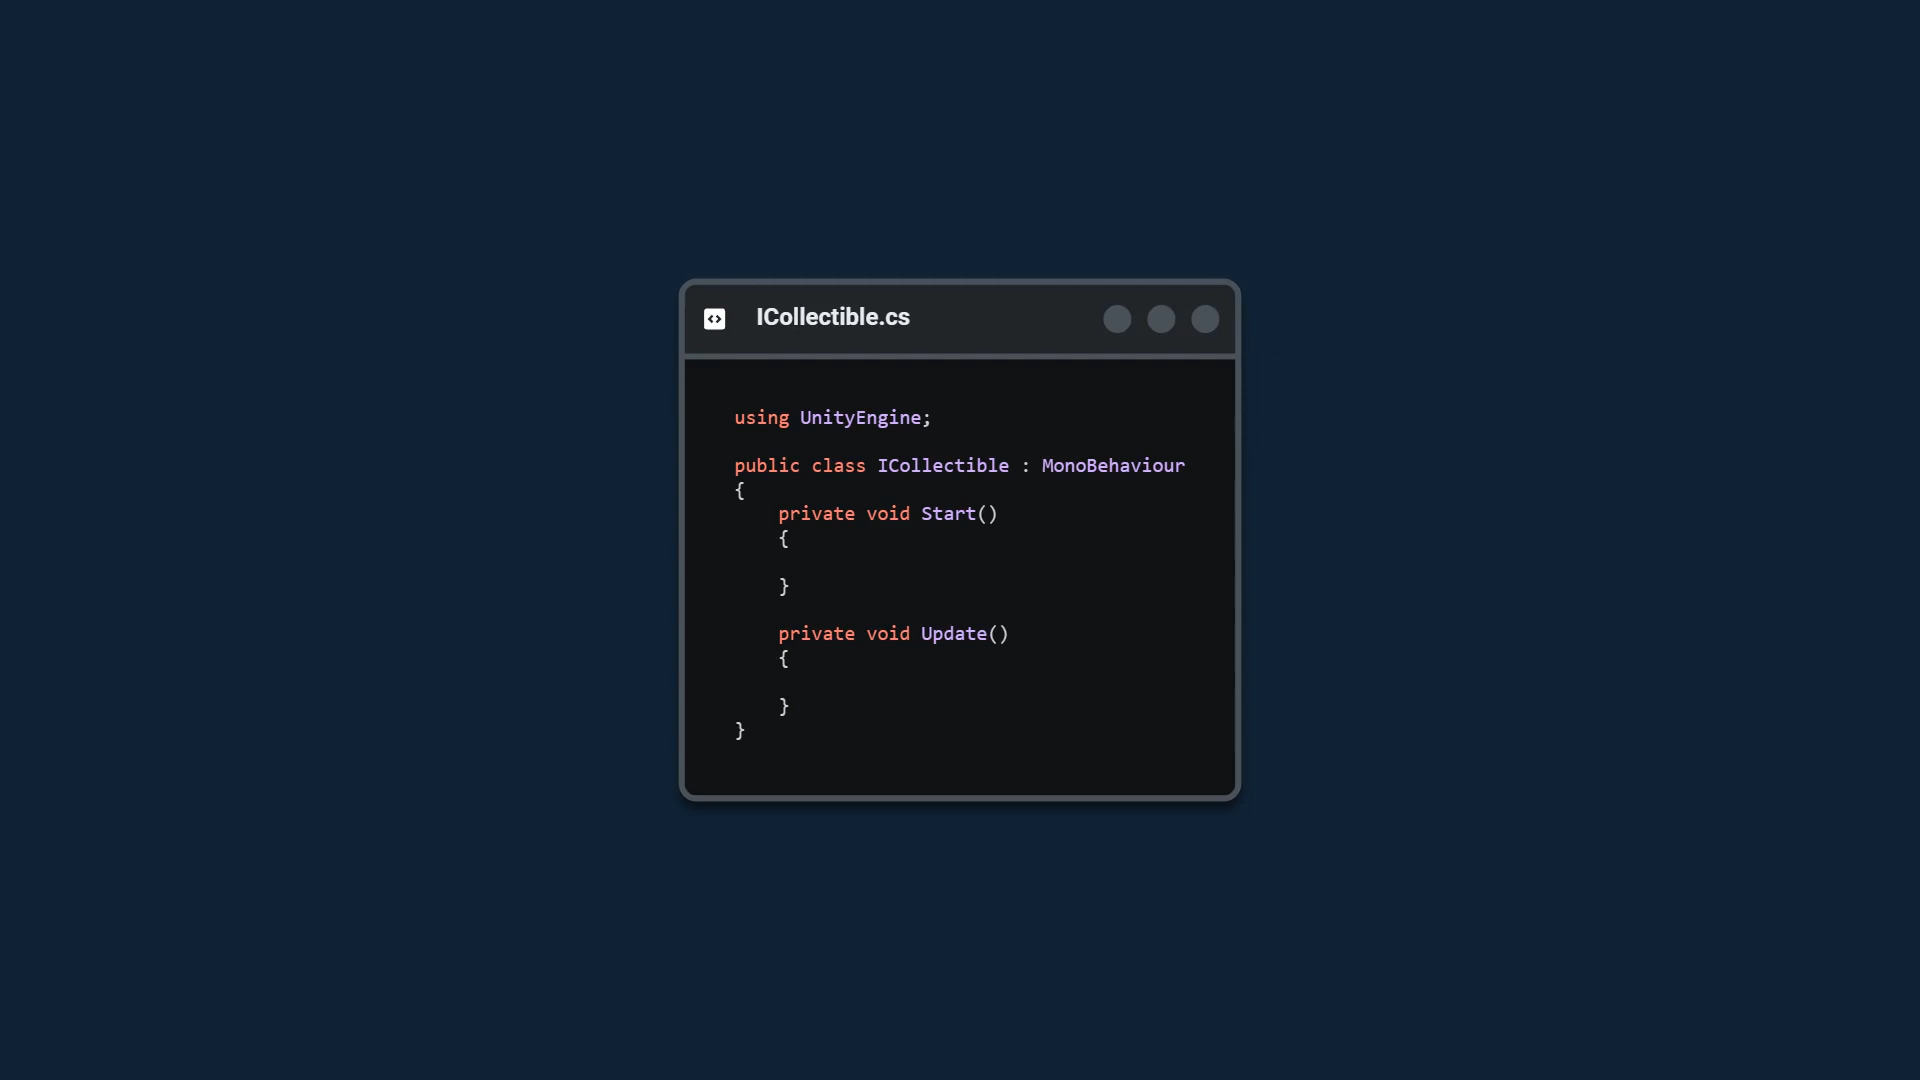 ICollectible.cs
using UnityEngine;
public class ICollectible : MonoBehaviour
{
    private void Start()
    {
    }
    private void Update()
    {
    }
}